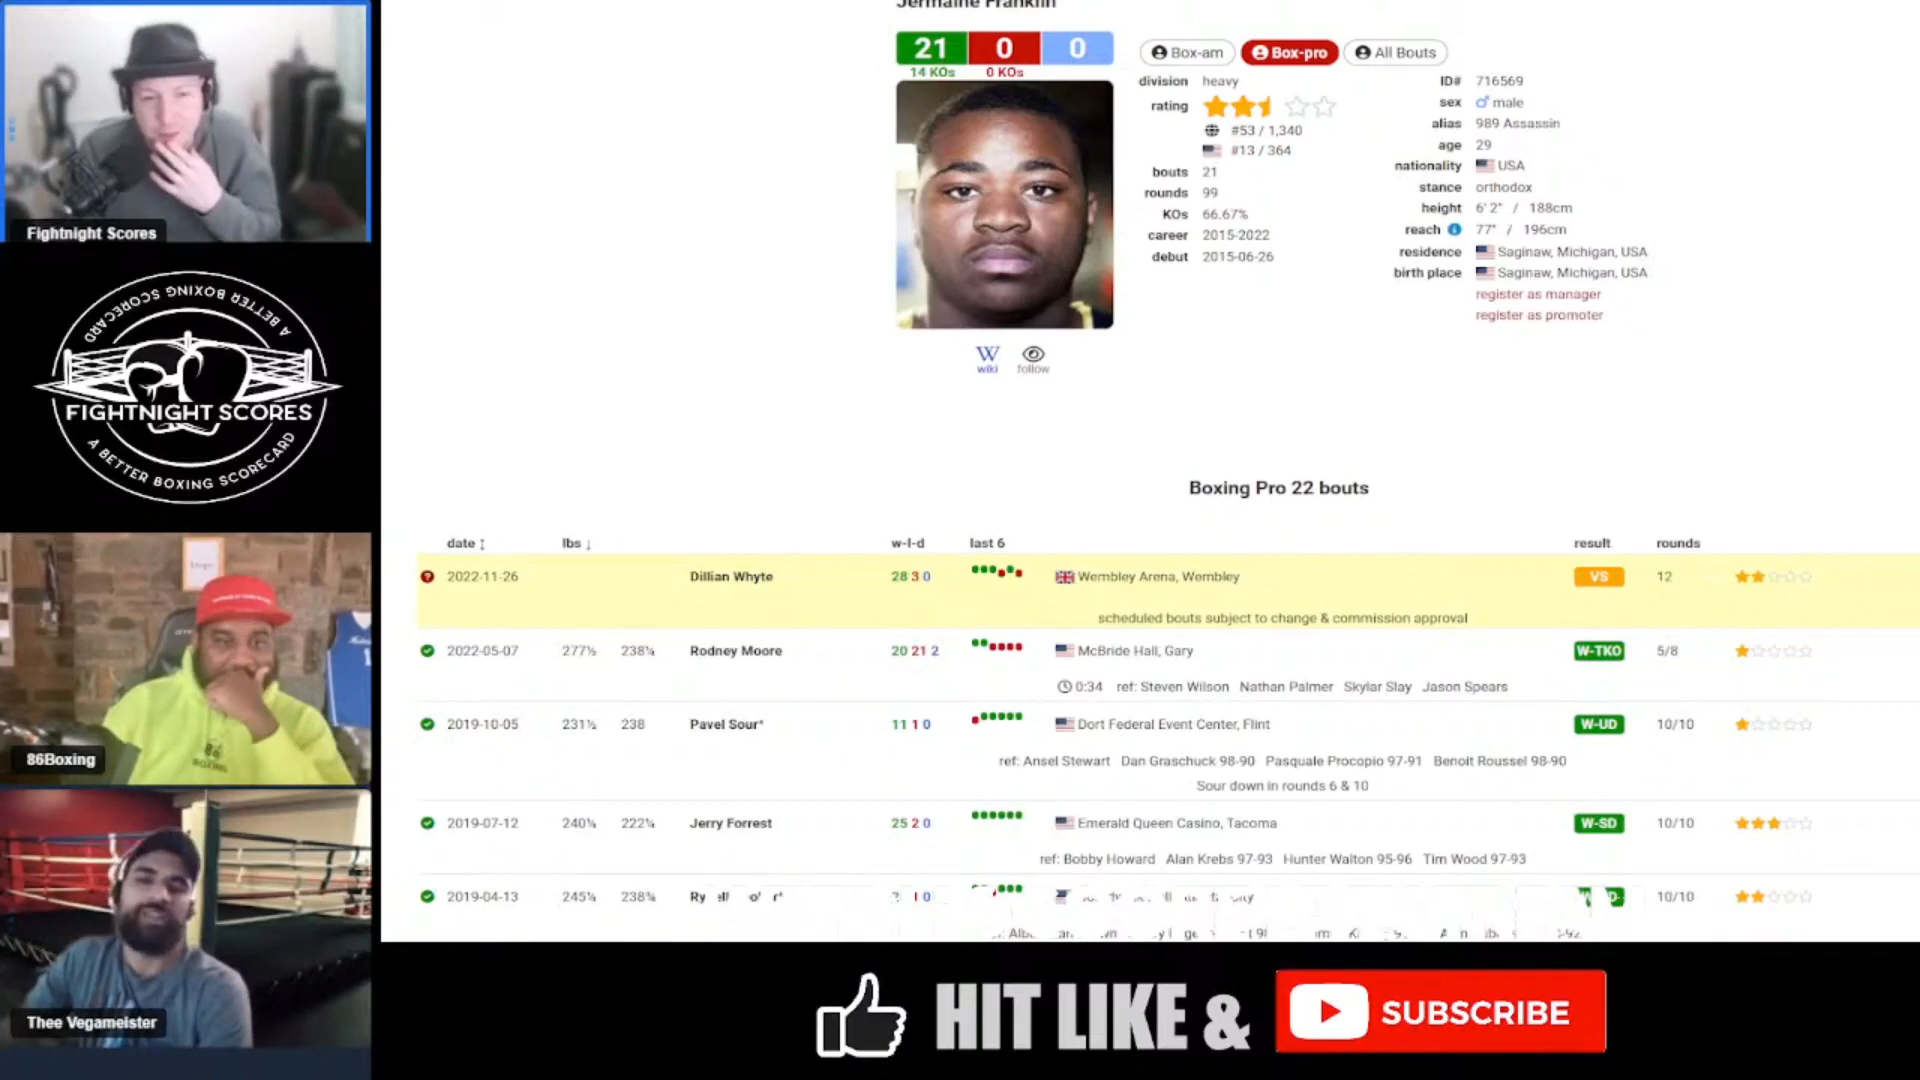 Fightnight Scores
A BETTER BOXING SCORECARD
FIGHTNIGHT SCORES
A BETTER BOXING SCORECARD
86Boxing
Thee Vegameister
Jermaine Franklin
21 0 0
14 KOs 0 KOs
wiki follow
Box-am Box-pro All Bouts
division heavy
rating
#53 / 1,340
#13 / 364
bouts 21
rounds 99
KOs 66.67%
career 2015-2022
debut 2015-06-26
ID# 716569
sex male
alias 989 Assassin
age 29
nationality USA
stance orthodox
height 6' 2" / 188cm
reach 77" / 196cm
residence Saginaw, Michigan, USA
birth place Saginaw, Michigan, USA
register as manager
register as promoter
Boxing Pro 22 bouts
date lbs w-l-d last 6 result rounds
2022-11-26 Dillian Whyte 28 3 0 Wembley Arena, Wembley VS 12
scheduled bouts subject to change & commission approval
2022-05-07 277½ 238¼ Rodney Moore 20 21 2 McBride Hall, Gary W-TKO 5/8
0:34 ref: Steven Wilson Nathan Palmer Skylar Slay Jason Spears
2019-10-05 231½ 238 Pavel Sour* 11 1 0 Dort Federal Event Center, Flint W-UD 10/10
ref: Ansel Stewart Dan Graschuck 98-90 Pasquale Procopio 97-91 Benoit Roussel 98-90
Sour down in rounds 6 & 10
2019-07-12 240¼ 222¼ Jerry Forrest 25 2 0 Emerald Queen Casino, Tacoma W-SD 10/10
ref: Bobby Howard Alan Krebs 97-93 Hunter Walton 95-96 Tim Wood 97-93
2019-04-13 10/10
HIT LIKE & SUBSCRIBE